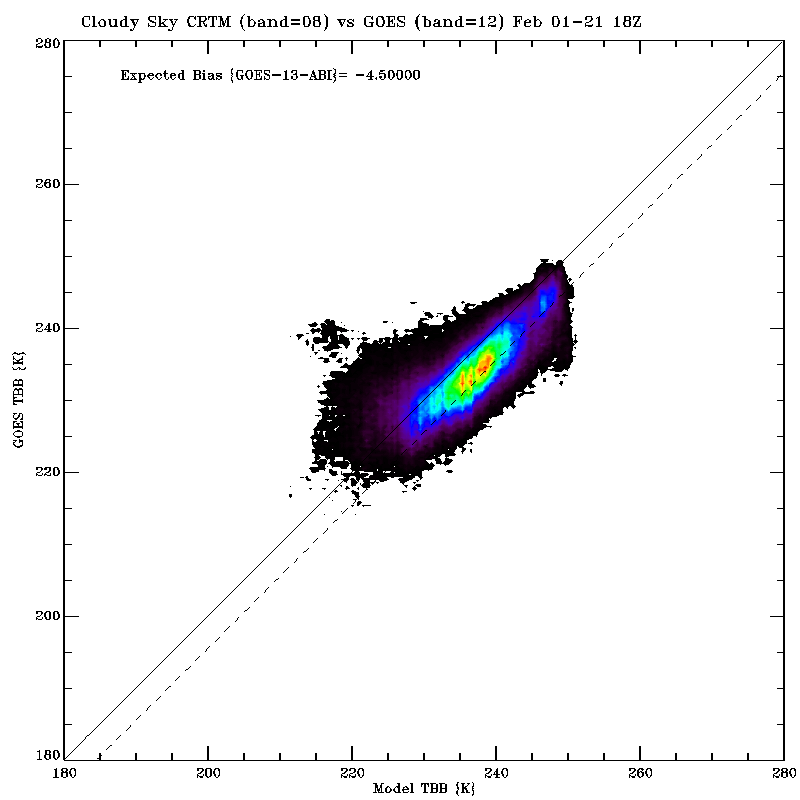 Cloudy Sky CRTM (band=08) vs GOES (band=12) Feb 01-21 18Z
Expected Bias {GOES-13-ABI}= -4.50000
280
260
240
220
200
180
GOES TBB {K}
180 200 220 240 260 280
Model TBB {K}